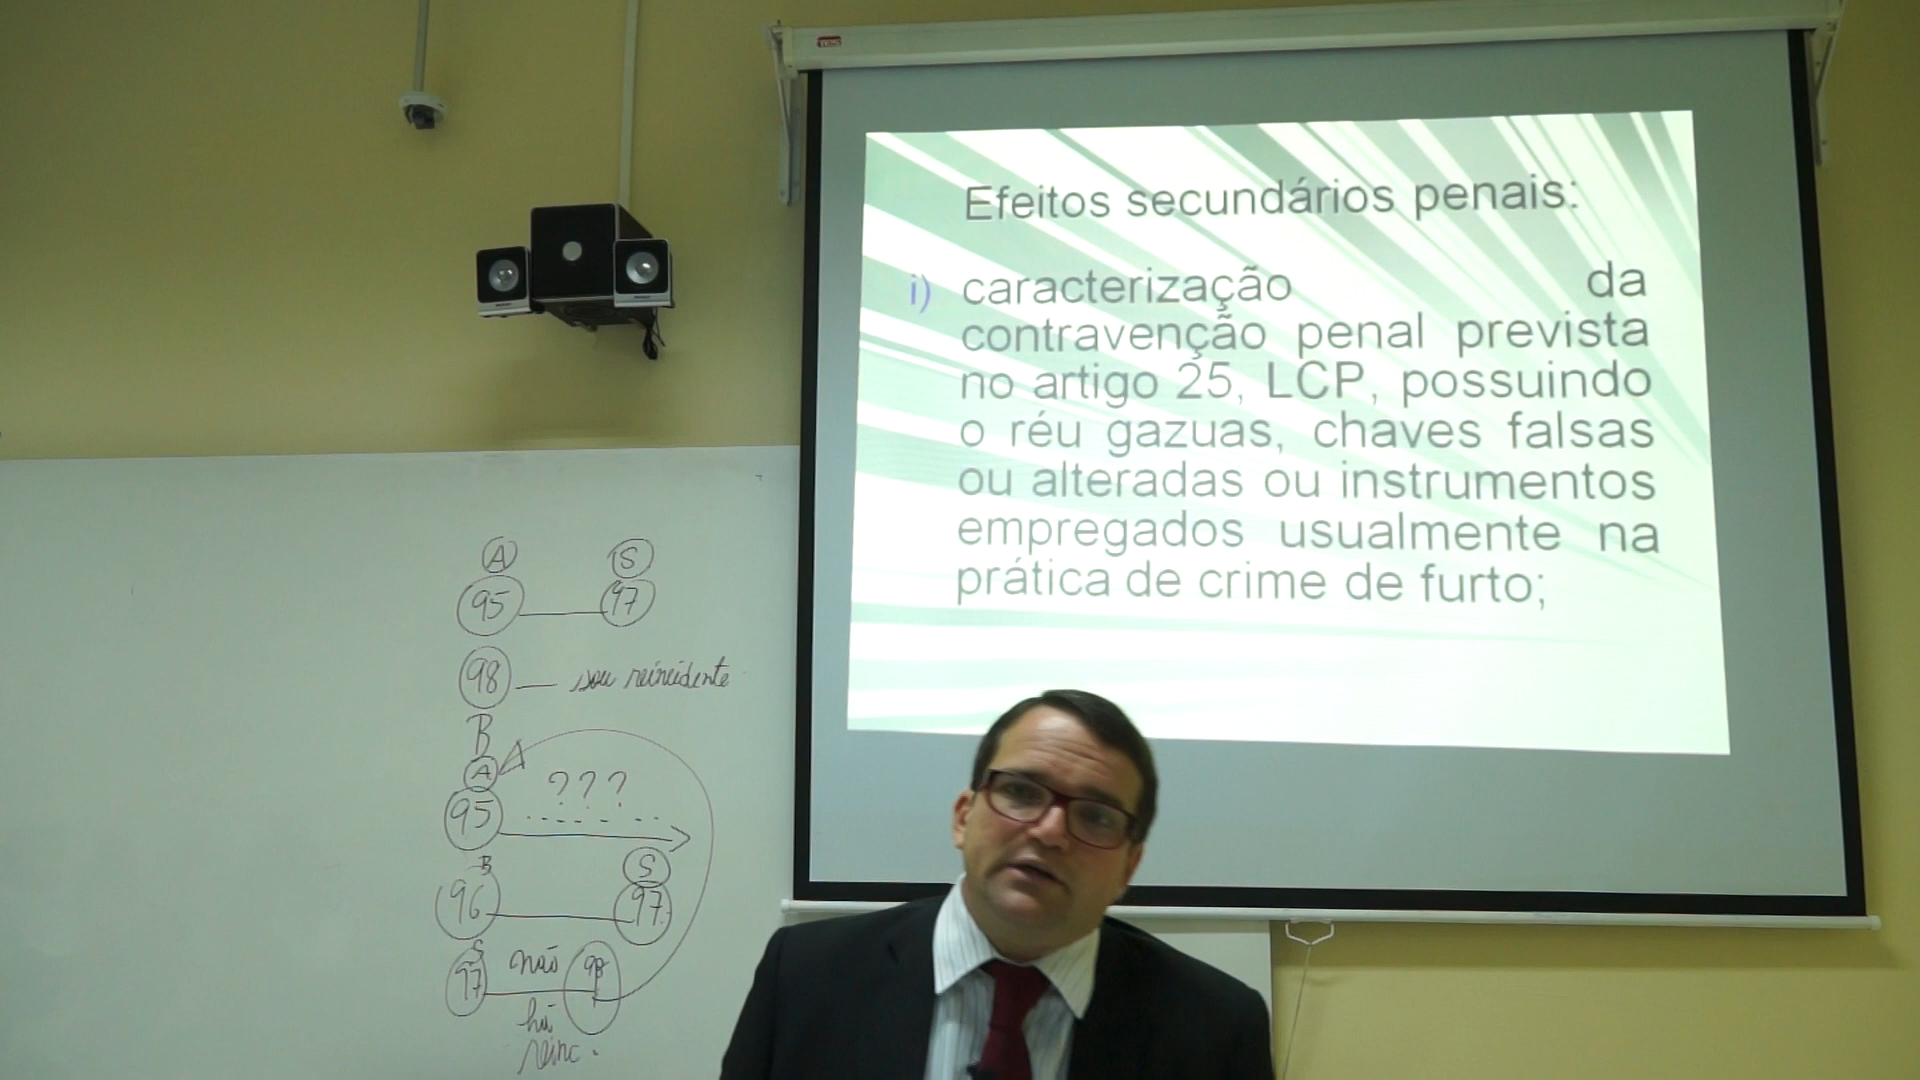 Efeitos secundários penais:
i) caracterização da
contravenção penal prevista
no artigo 25, LCP, possuindo
o réu gazuas, chaves falsas
ou alteradas ou instrumentos
empregados usualmente na
prática de crime de furto;
A S
95 97
98 — sou reincidente
B
A
95 ???
B S
96 97
S
97 não 98
há
reinc.